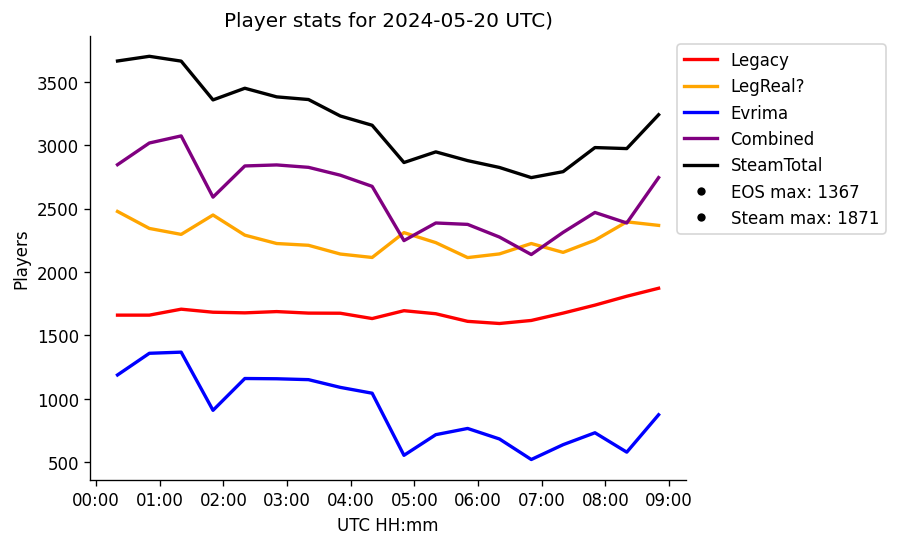 Player stats for 2024-05-20 UTC)
Players
3500
3000
2500
2000
1500
1000
500
00:00 01:00 02:00 03:00 04:00 05:00 06:00 07:00 08:00 09:00
UTC HH:mm
Legacy
LegReal?
Evrima
Combined
SteamTotal
EOS max: 1367
Steam max: 1871